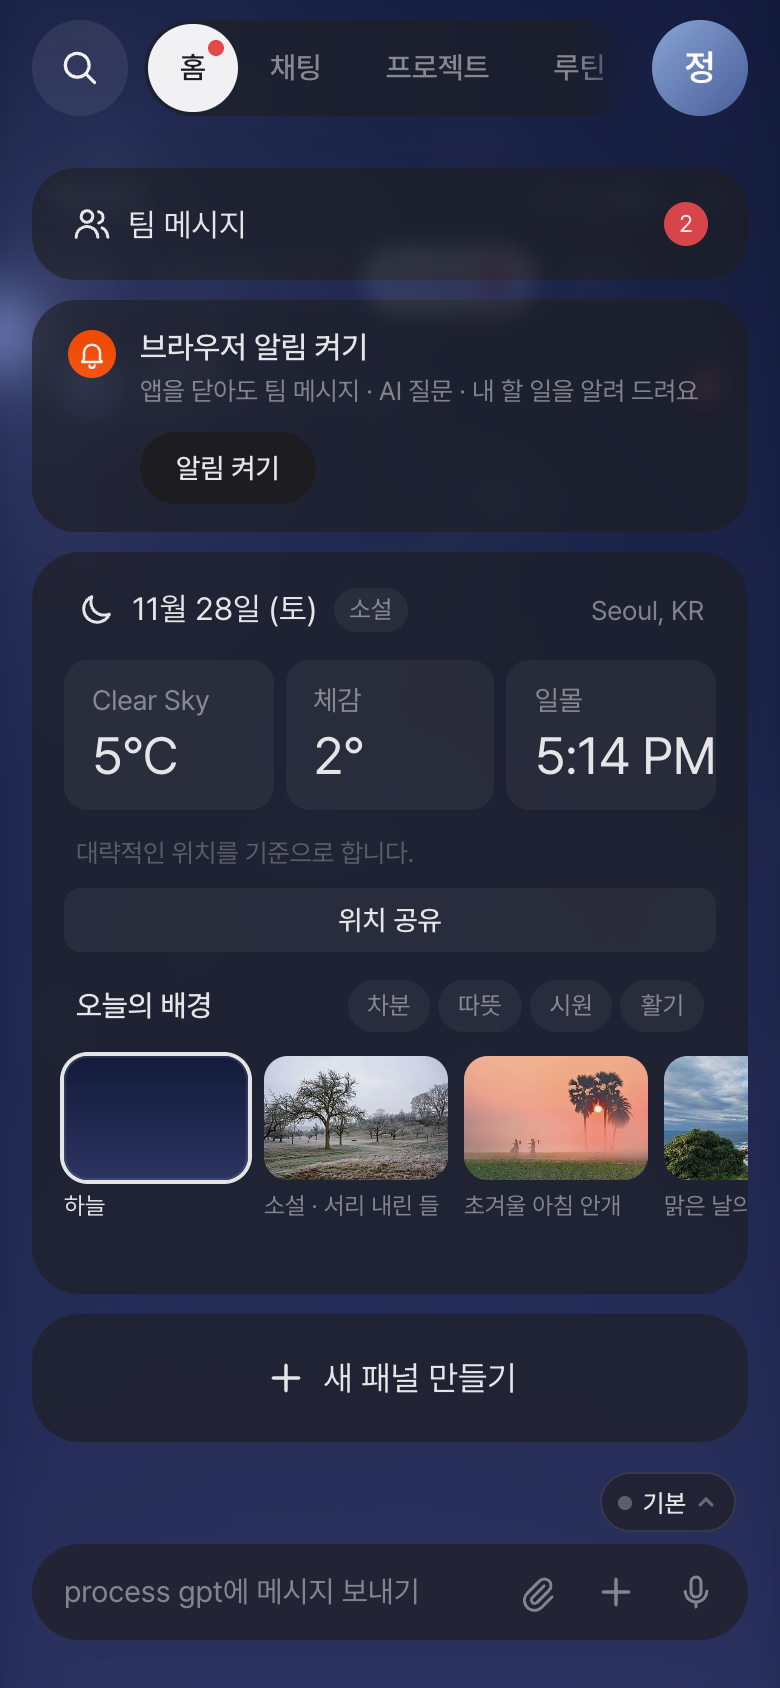 홈
채팅
프로젝트
루틴
정
팀 메시지
2
브라우저 알림 켜기
앱을 닫아도 팀 메시지 · AI 질문 · 내 할 일을 알려 드려요
알림 켜기
11월 28일 (토)
소설
Seoul, KR
Clear Sky
체감
일몰
5°C
2°
5:14 PM
대략적인 위치를 기준으로 합니다.
위치 공유
오늘의 배경
차분
따뜻
시원
활기
하늘
소설 · 서리 내린 들
초겨울 아침 안개
맑은 날의
새 패널 만들기
기본
process gpt에 메시지 보내기